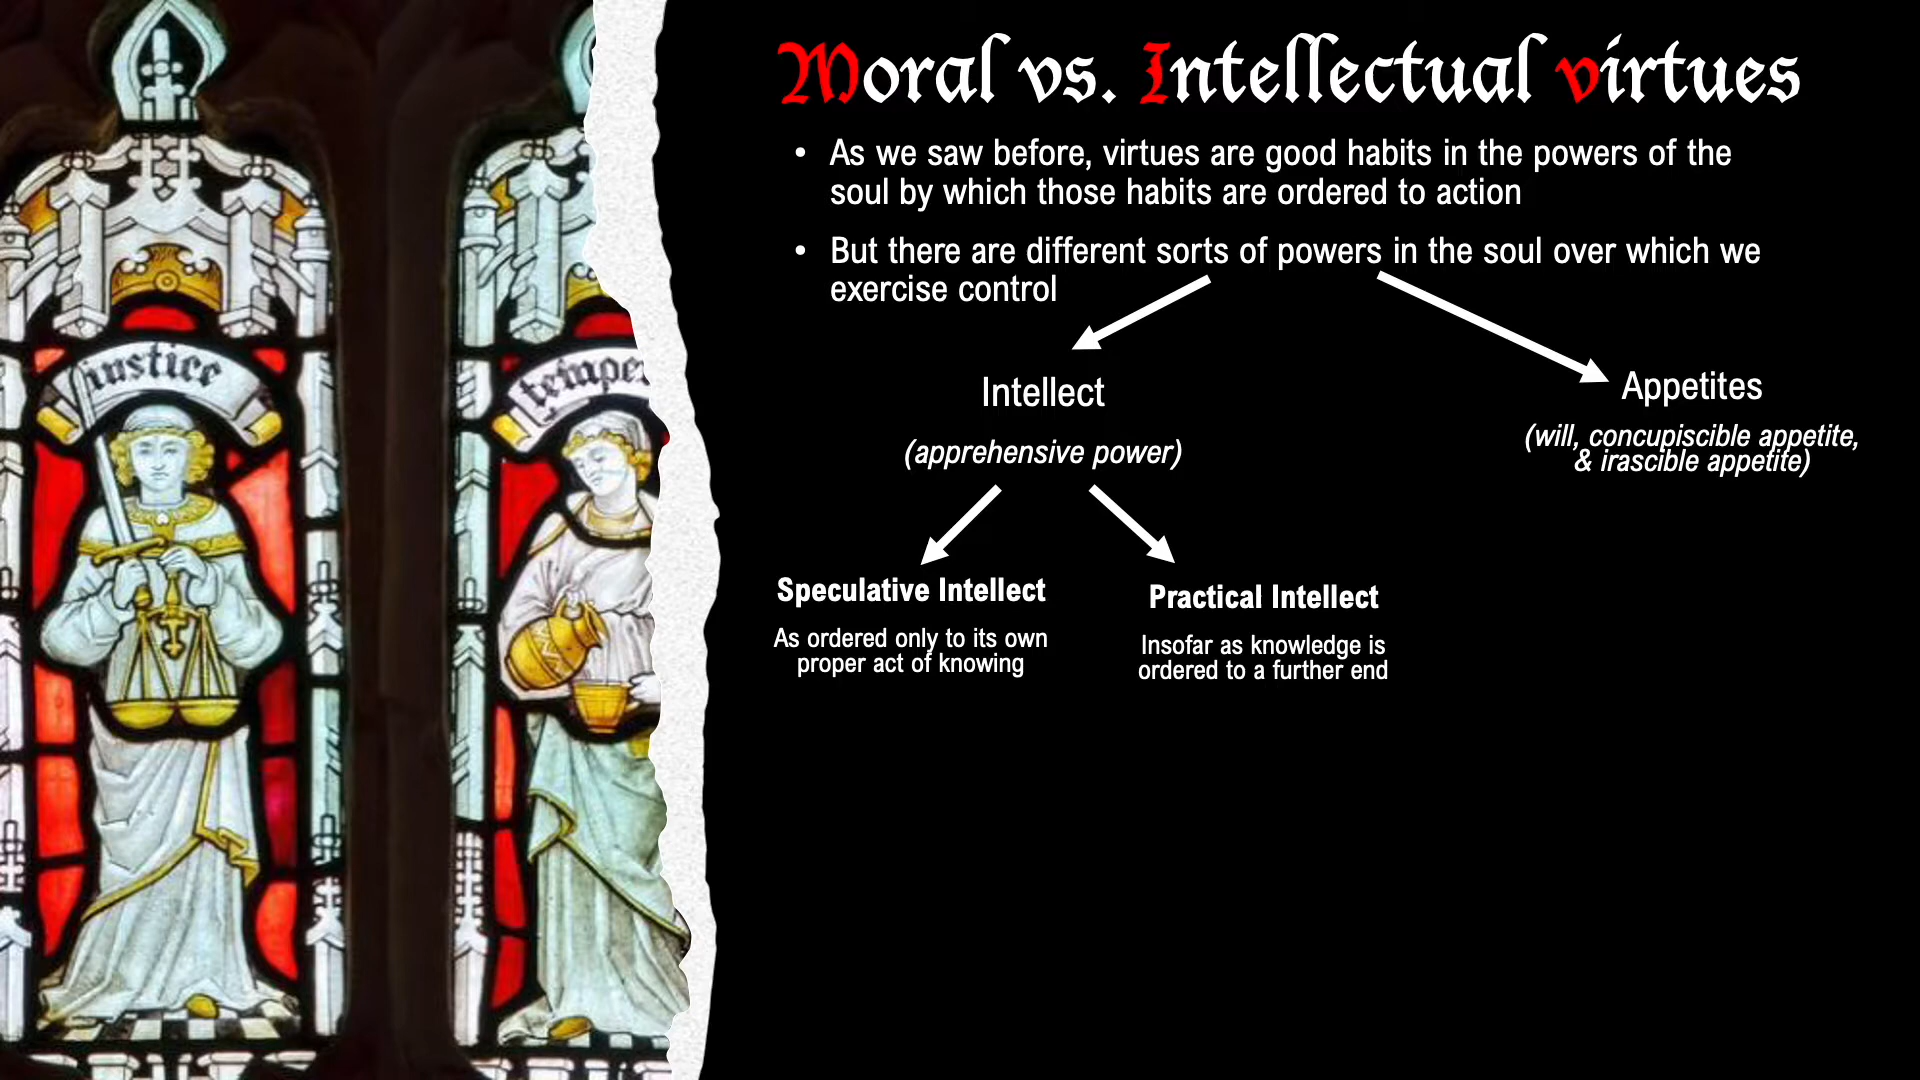 Moral vs. Intellectual virtues
• As we saw before, virtues are good habits in the powers of the
soul by which those habits are ordered to action
• But there are different sorts of powers in the soul over which we
exercise control
Intellect
(apprehensive power)
Appetites
(will, concupiscible appetite,
& irascible appetite)
Speculative Intellect
As ordered only to its own
proper act of knowing
Practical Intellect
Insofar as knowledge is
ordered to a further end
iustice
temper